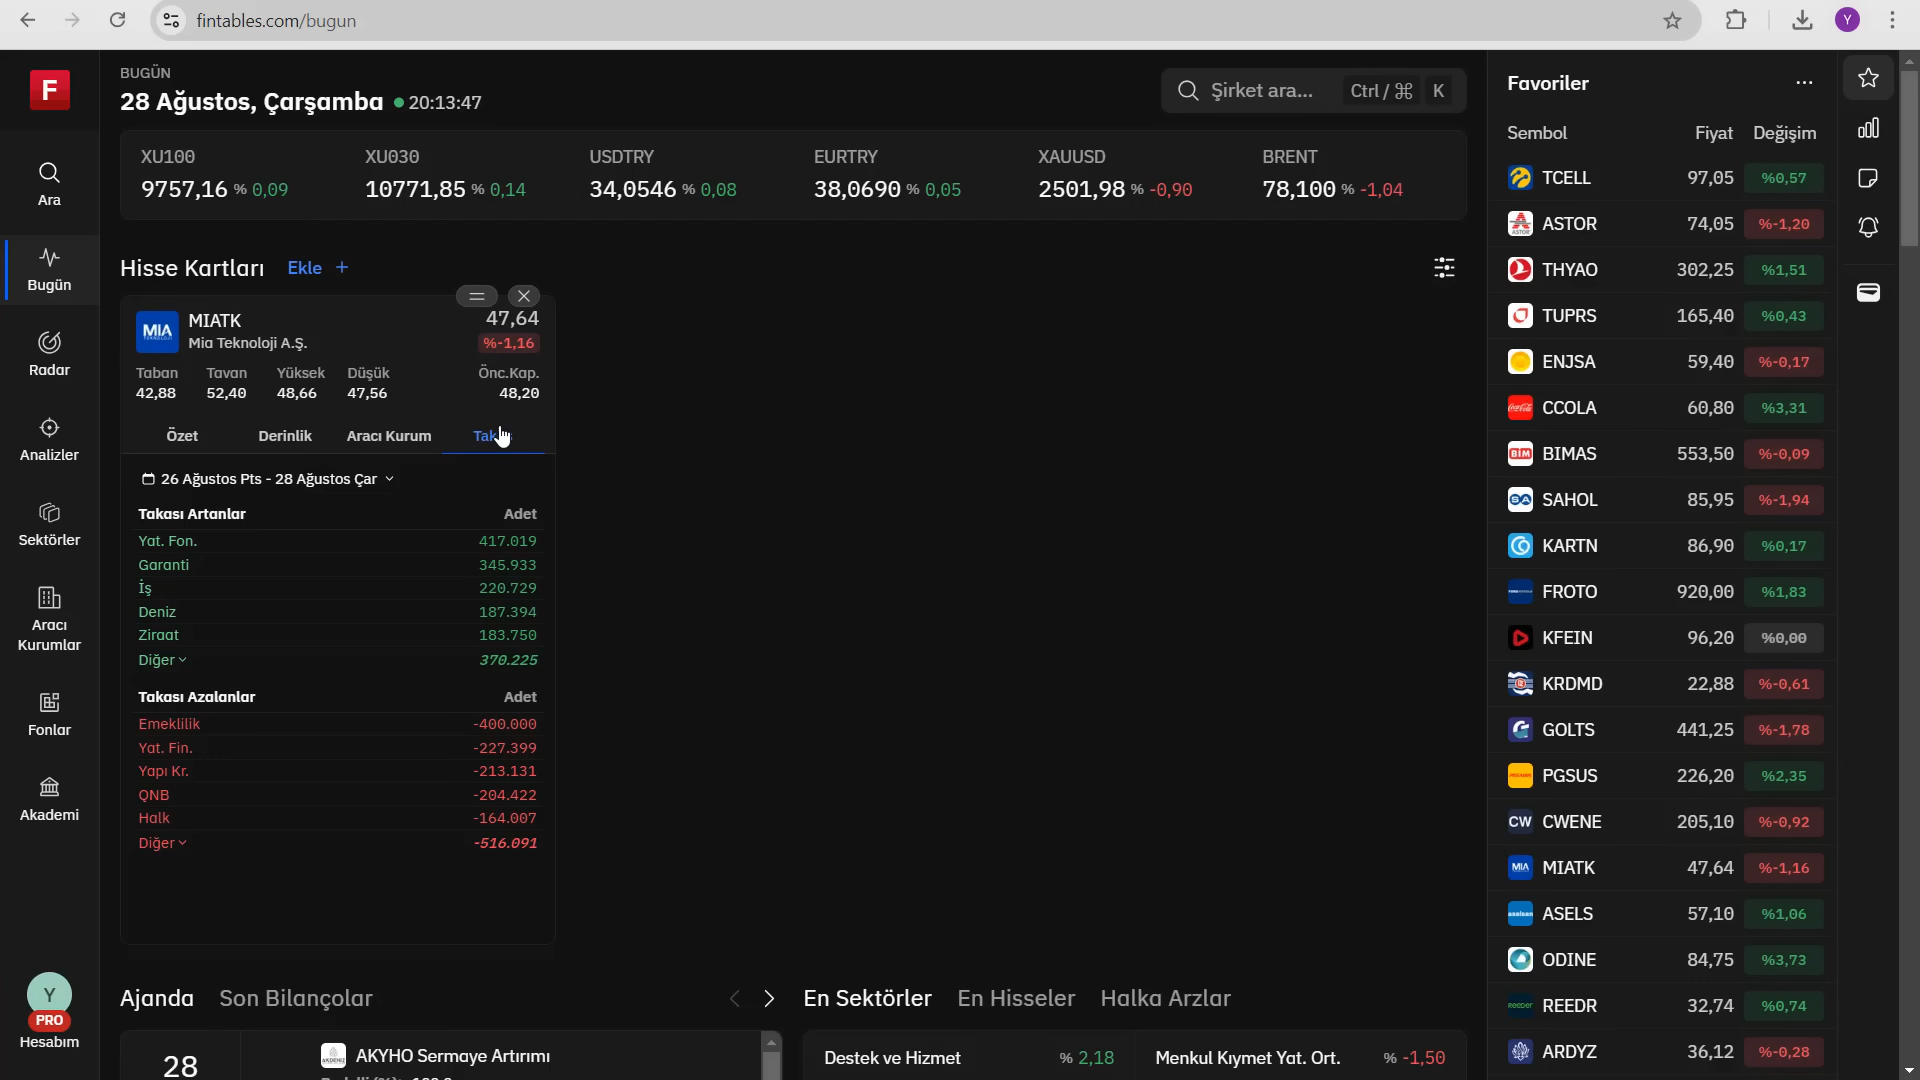 fintables.com/bugun
Y
F
Ara
Bugün
Radar
Analizler
Sektörler
Aracı
Kurumlar
Fonlar
Akademi
Y
PRO
Hesabım
BUGÜN
28 Ağustos, Çarşamba 20:13:47
Şirket ara... Ctrl / ⌘ K
XU100 XU030 USDTRY EURTRY XAUUSD BRENT
9757,16 % 0,09 10771,85 % 0,14 34,0546 % 0,08 38,0690 % 0,05 2501,98 % -0,90 78,100 % -1,04
Hisse Kartları Ekle +
MIA MIATK 47,64
Mia Teknoloji A.Ş. %-1,16
Taban Tavan Yüksek Düşük Önc.Kap.
42,88 52,40 48,66 47,56 48,20
Özet Derinlik Aracı Kurum
26 Ağustos Pts - 28 Ağustos Çar
Takası Artanlar Adet
Yat. Fon. 417.019
Garanti 345.933
İş 220.729
Deniz 187.394
Ziraat 183.750
Diğer 370.225
Takası Azalanlar Adet
Emeklilik -400.000
Yat. Fin. -227.399
Yapı Kr. -213.131
QNB -204.422
Halk -164.007
Diğer -516.091
Ajanda Son Bilançolar
28
AKYHO Sermaye Artırımı
En Sektörler En Hisseler Halka Arzlar
Destek ve Hizmet % 2,18 Menkul Kıymet Yat. Ort. % -1,50
Favoriler
Sembol Fiyat Değişim
TCELL 97,05 %0,57
ASTOR 74,05 %-1,20
THYAO 302,25 %1,51
TUPRS 165,40 %0,43
ENJSA 59,40 %-0,17
CCOLA 60,80 %3,31
BIM BIMAS 553,50 %-0,09
SA SAHOL 85,95 %-1,94
KARTN 86,90 %0,17
FROTO 920,00 %1,83
KFEIN 96,20 %0,00
KRDMD 22,88 %-0,61
GOLTS 441,25 %-1,78
PGSUS 226,20 %2,35
CW CWENE 205,10 %-0,92
MIA MIATK 47,64 %-1,16
aselsan ASELS 57,10 %1,06
ODINE 84,75 %3,73
reeder REEDR 32,74 %0,74
ARDYZ 36,12 %-0,28